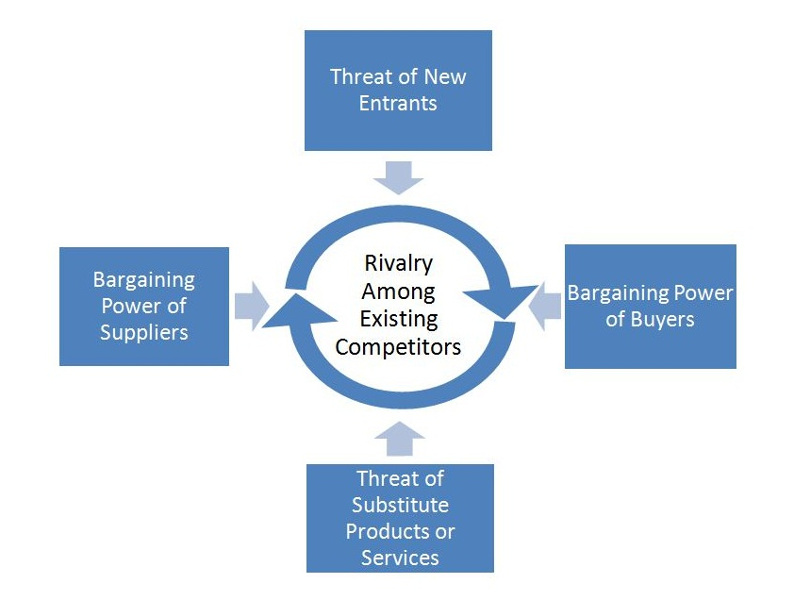 Threat of New
Entrants
Bargaining
Power of
Suppliers
Rivalry
Among
Existing
Competitors
Bargaining Power
of Buyers
Threat of
Substitute
Products or
Services